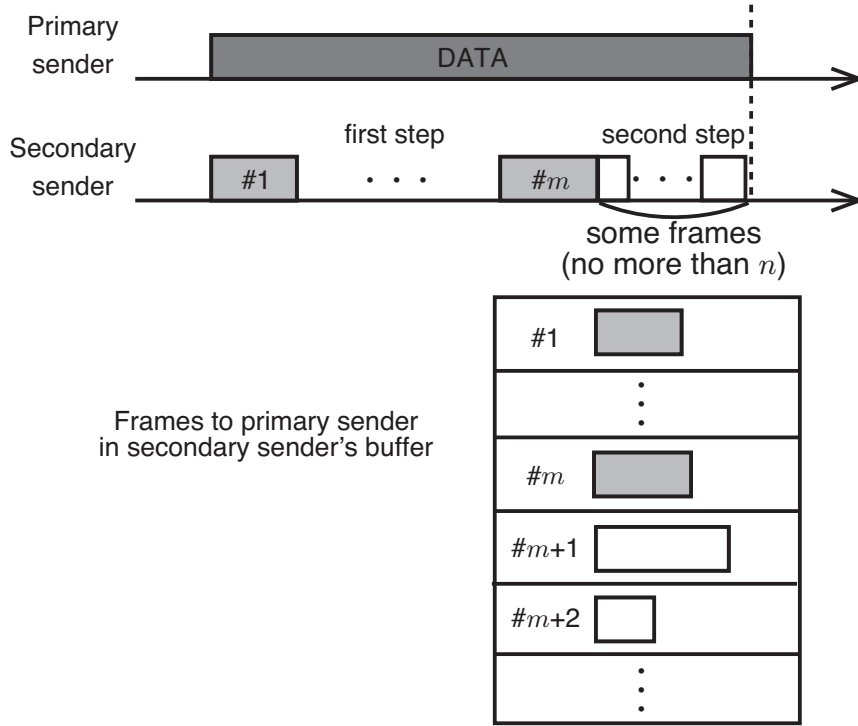 Primary
sender
DATA
Secondary
sender
first step
second step
#1
. . .
#m
. . .
some frames
(no more than n)
Frames to primary sender
in secondary sender's buffer
#1
#m
#m+1
#m+2